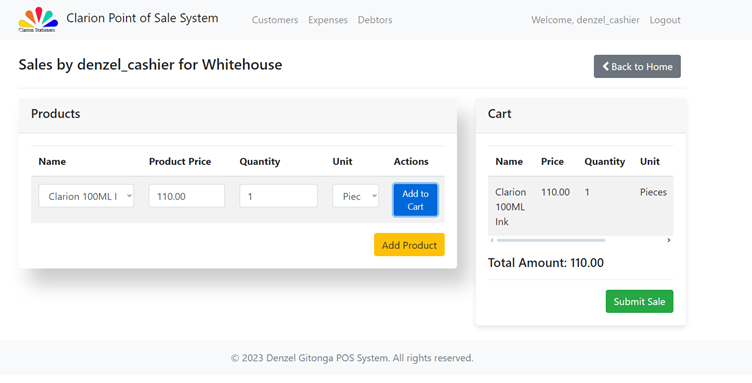 Clarion Stationers
Clarion Point of Sale System
Customers Expenses Debtors
Welcome, denzel_cashier Logout
Sales by denzel_cashier for Whitehouse
Back to Home
Products
Name Product Price Quantity Unit Actions
Clarion 100ML I 110.00 1 Piec Add to
Cart
Add Product
Cart
Name Price Quantity Unit
Clarion 110.00 1 Pieces
100ML
Ink
Total Amount: 110.00
Submit Sale
© 2023 Denzel Gitonga POS System. All rights reserved.